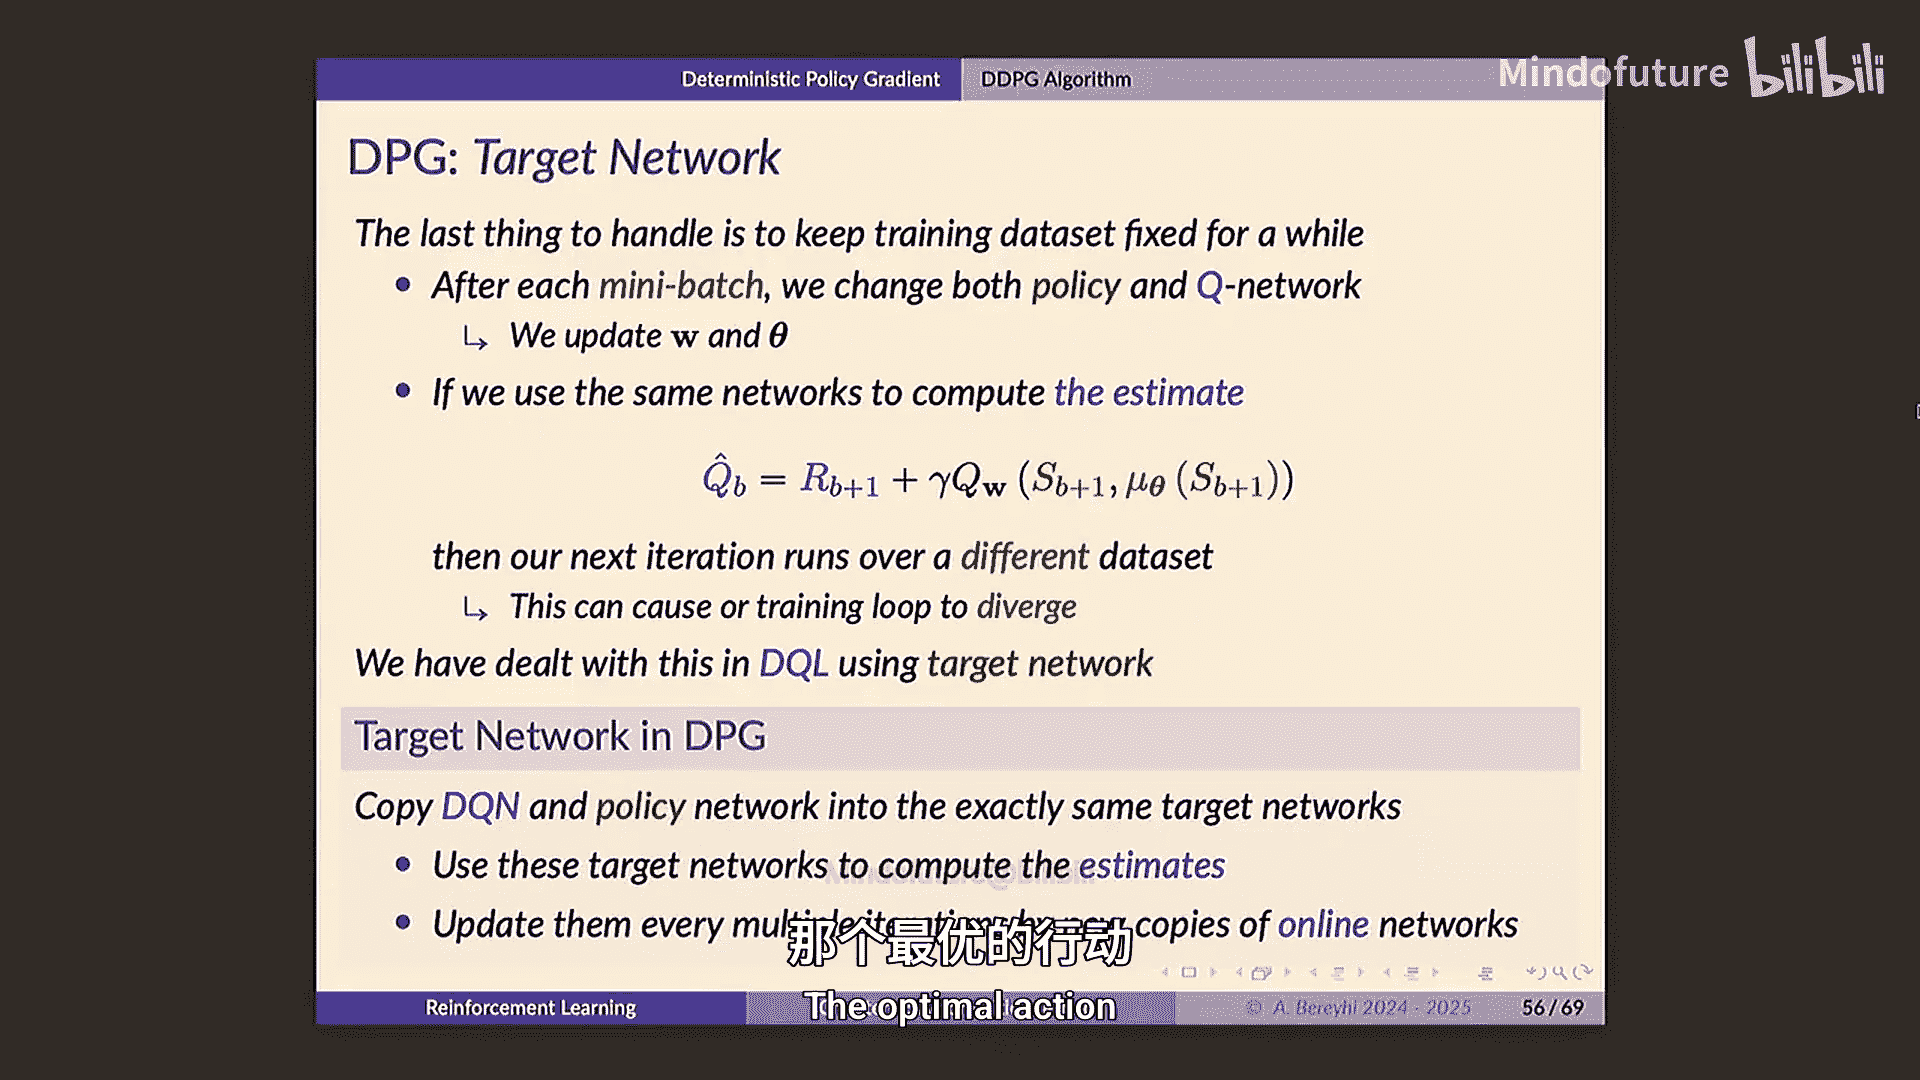 Mindofuture bilibili
Deterministic Policy Gradient DDPG Algorithm
DPG: Target Network
The last thing to handle is to keep training dataset fixed for a while
• After each mini-batch, we change both policy and Q-network
↳ We update w and θ
• If we use the same networks to compute the estimate
Q̂_b = R_{b+1} + γQ_w (S_{b+1}, μ_θ (S_{b+1}))
then our next iteration runs over a different dataset
↳ This can cause or training loop to diverge
We have dealt with this in DQL using target network
Target Network in DPG
Copy DQN and policy network into the exactly same target networks
• Use these target networks to compute the estimates
• Update them every multiple copies of online networks
那个最优的行动
Reinforcement Learning © A. Bereyhi 2024 - 2025 56/69
The optimal action